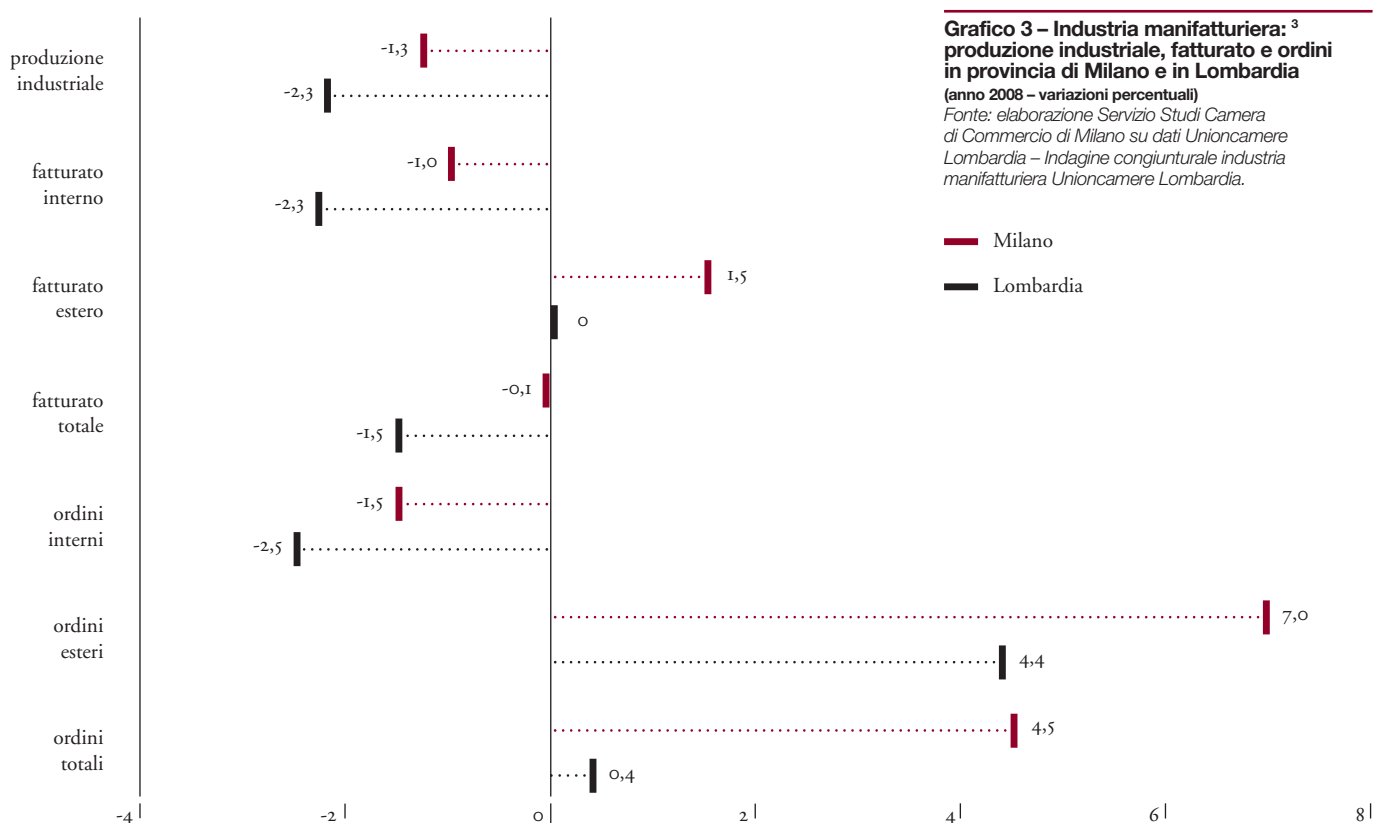 Grafico 3 – Industria manifatturiera: ³
produzione industriale, fatturato e ordini
in provincia di Milano e in Lombardia
(anno 2008 – variazioni percentuali)
Fonte: elaborazione Servizio Studi Camera
di Commercio di Milano su dati Unioncamere
Lombardia – Indagine congiunturale industria
manifatturiera Unioncamere Lombardia.
Milano
Lombardia
produzione
industriale
-1,3
-2,3
fatturato
interno
-1,0
-2,3
fatturato
estero
1,5
0
fatturato
totale
-0,1
-1,5
ordini
interni
-1,5
-2,5
ordini
esteri
7,0
4,4
ordini
totali
4,5
0,4
-4 -2 0 2 4 6 8